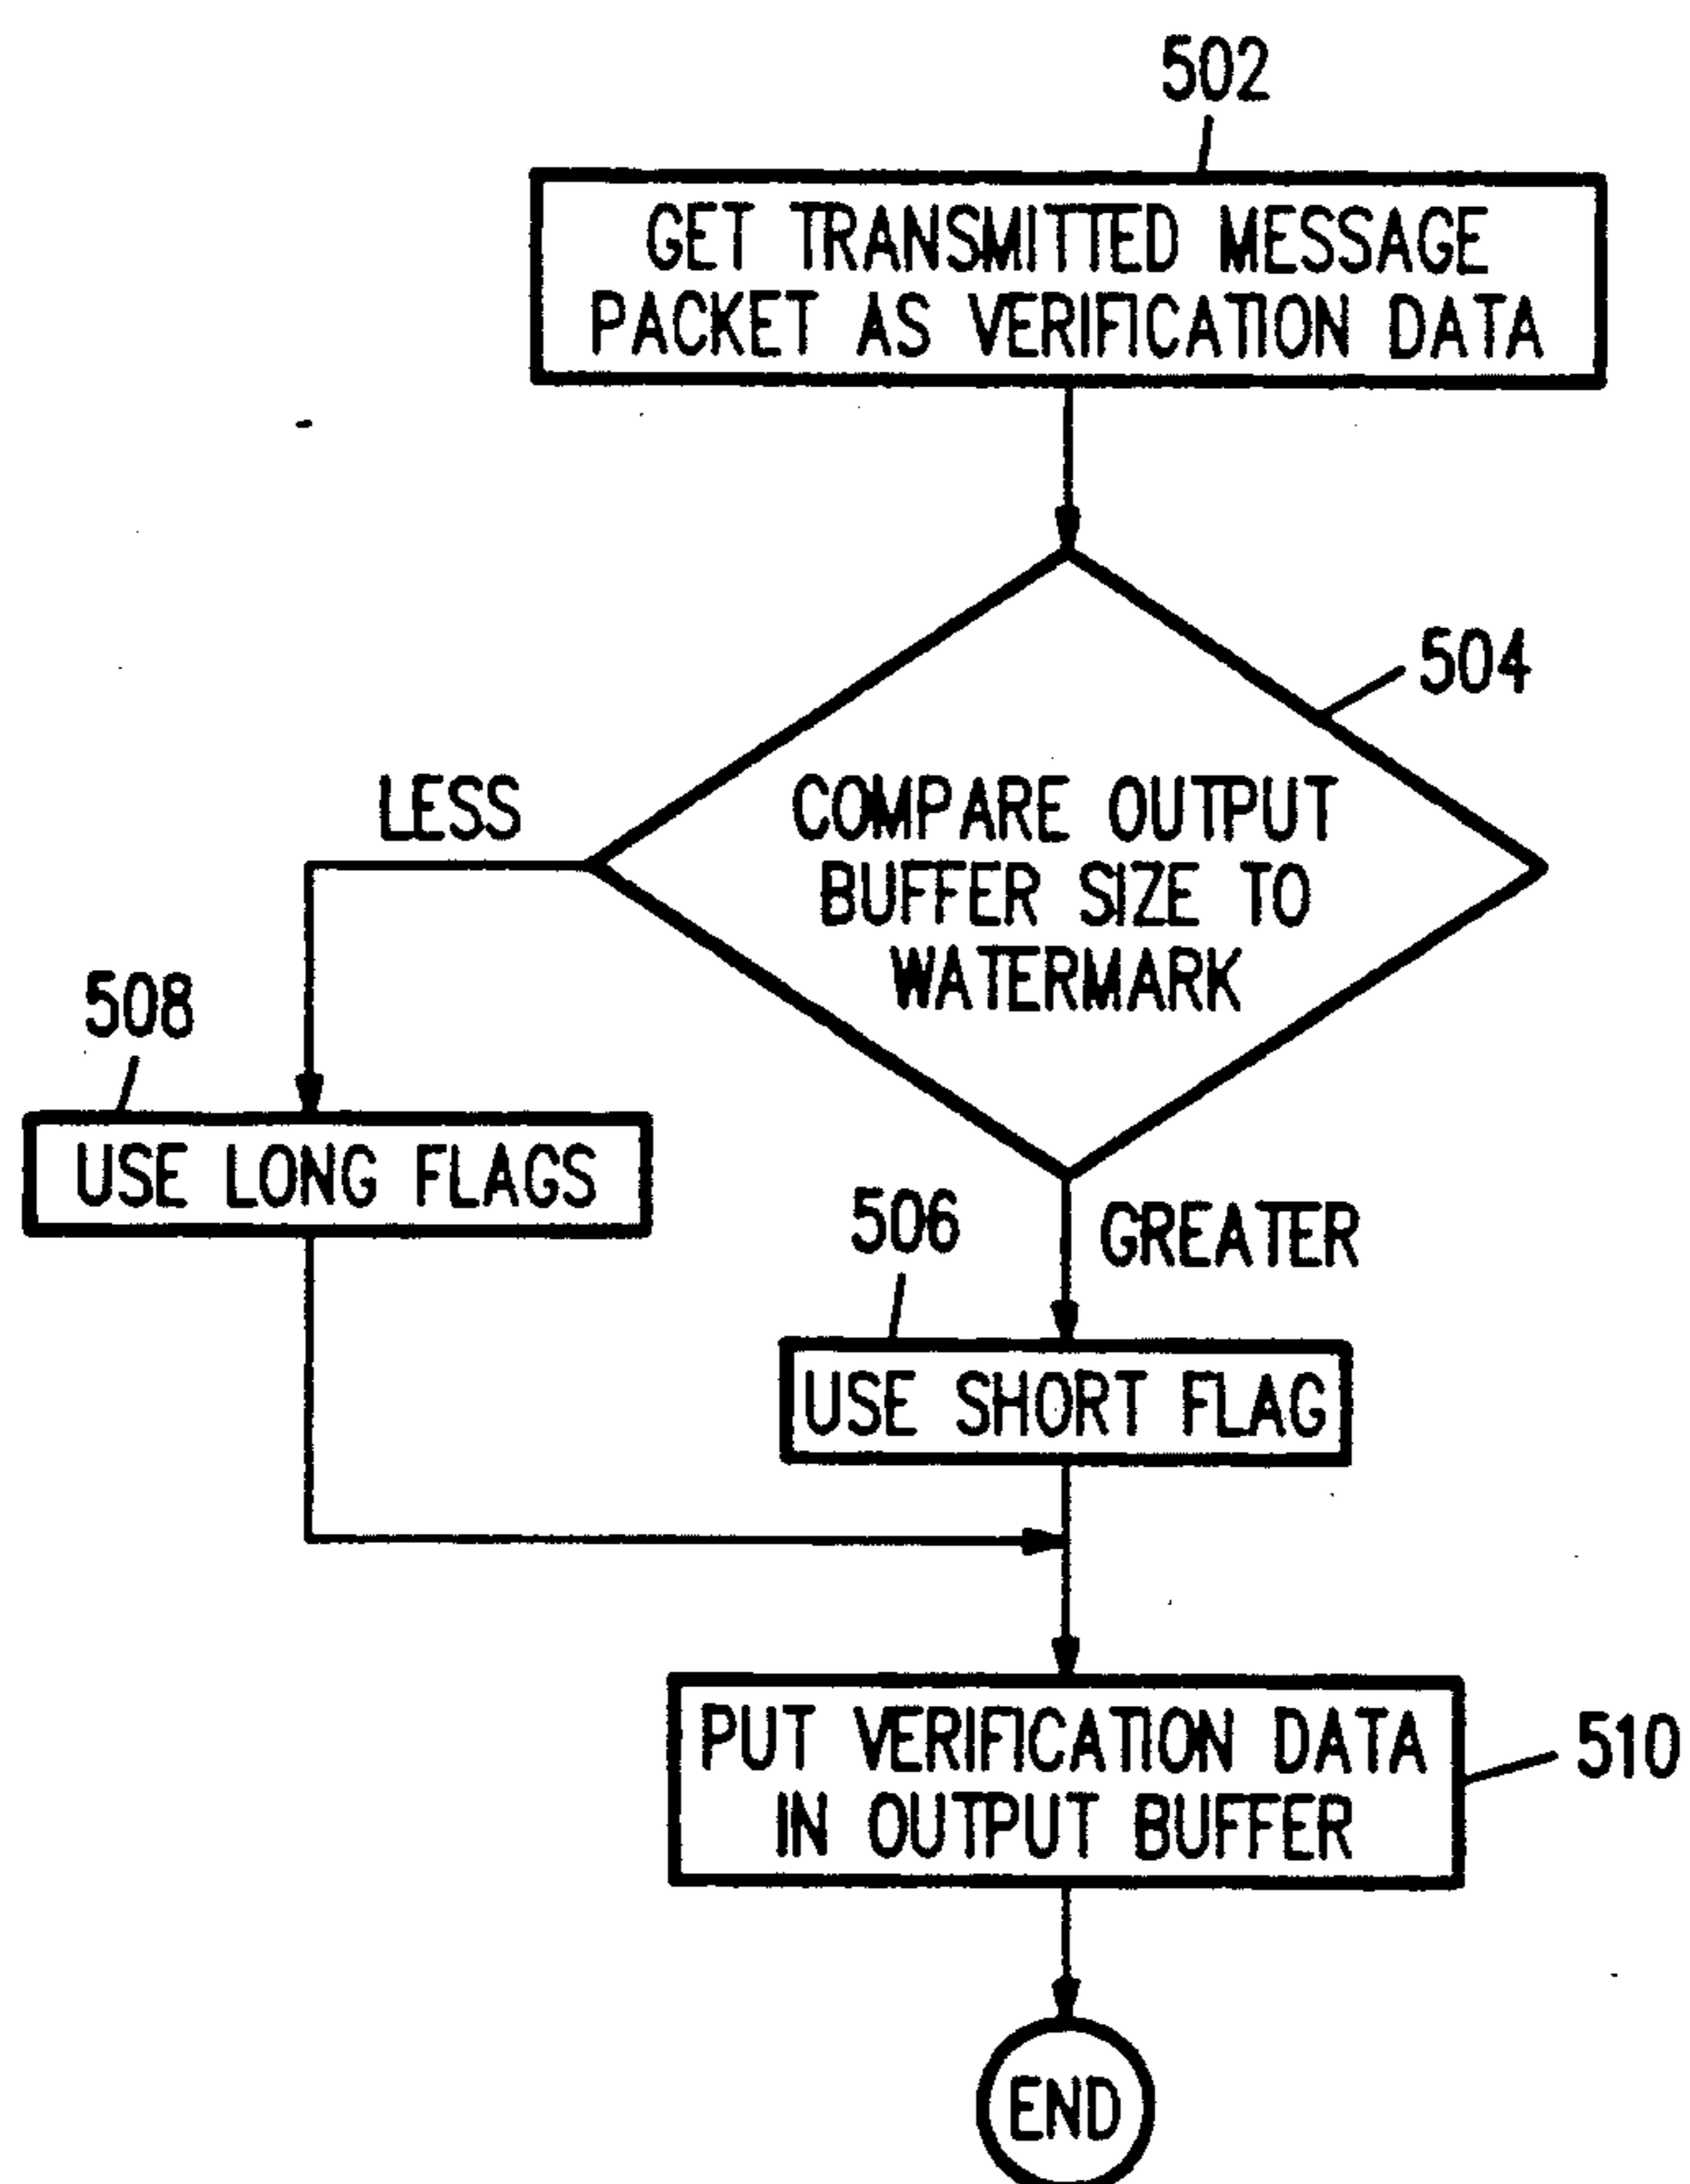 502
GET TRANSMITTED MESSAGE
PACKET AS VERIFICATION DATA
504
COMPARE OUTPUT
BUFFER SIZE TO
WATERMARK
LESS
508
USE LONG FLAGS
GREATER
506
USE SHORT FLAG
PUT VERIFICATION DATA
IN OUTPUT BUFFER
510
END